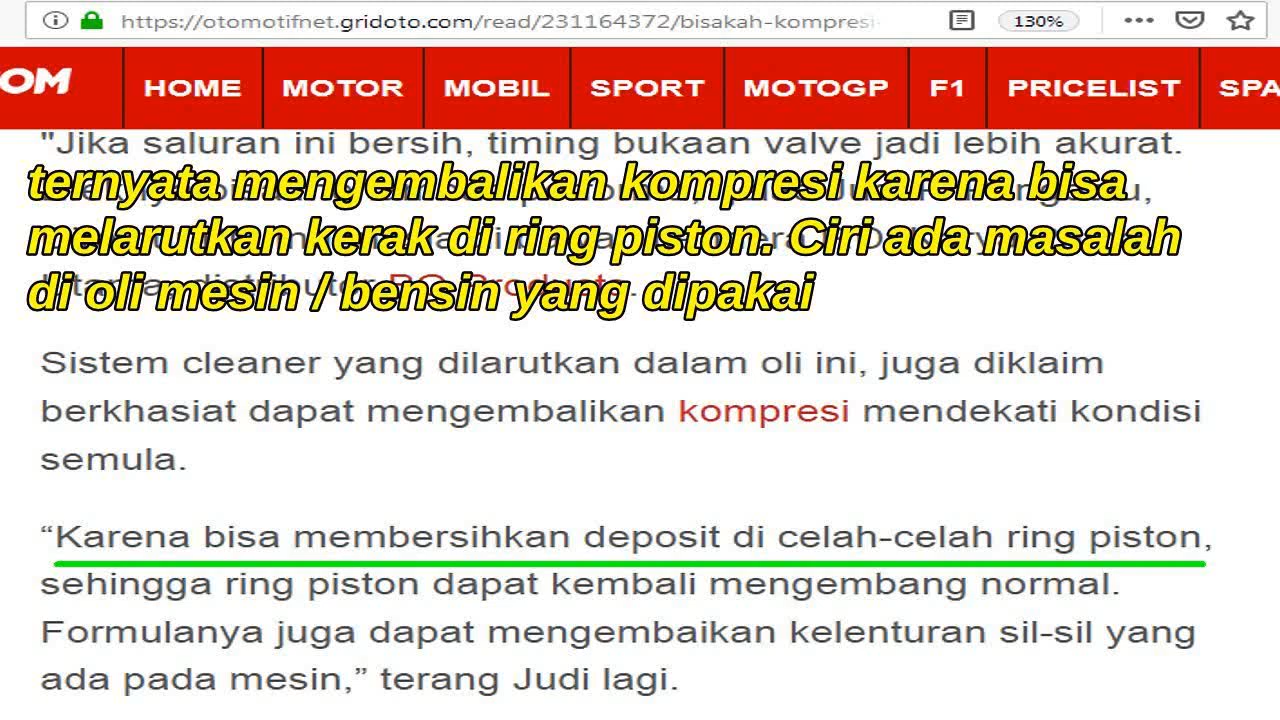 https://otomotifnet.gridoto.com/read/231164372/bisakah-kompresi-
130%
OM HOME MOTOR MOBIL SPORT MOTOGP F1 PRICELIST SPA
"Jika saluran ini bersih, timing bukaan valve jadi lebih akurat.
ternyata mengembalikan kompresi karena bisa
melarutkan kerak di ring piston. Ciri ada masalah
di oli mesin / bensin yang dipakai
Sistem cleaner yang dilarutkan dalam oli ini, juga diklaim
berkhasiat dapat mengembalikan kompresi mendekati kondisi
semula.
“Karena bisa membersihkan deposit di celah-celah ring piston,
sehingga ring piston dapat kembali mengembang normal.
Formulanya juga dapat mengembaikan kelenturan sil-sil yang
ada pada mesin,” terang Judi lagi.